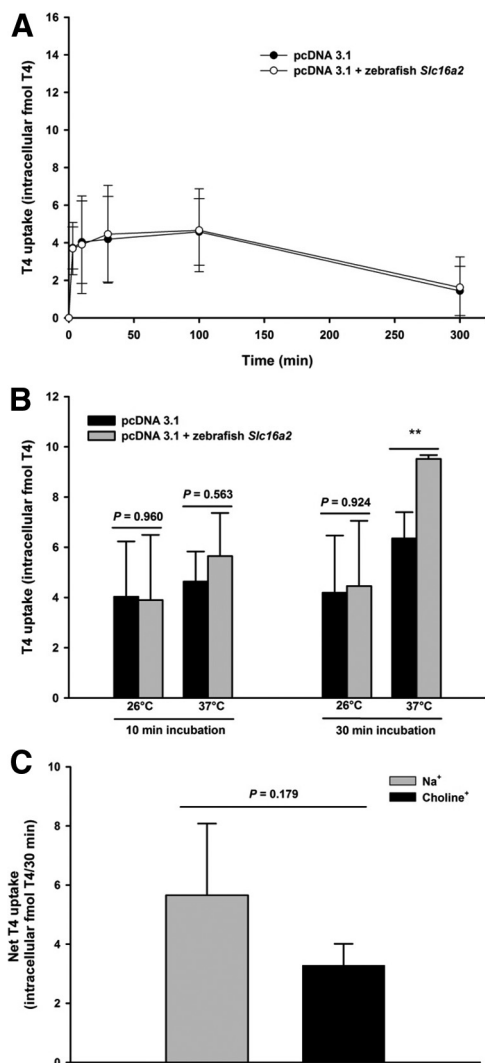 A
16
14
12
10
8
6
4
2
0
T4 uptake (intracellular fmol T4)
pcDNA 3.1
pcDNA 3.1 + zebrafish Slc16a2
0 50 100 150 200 250 300
Time (min)
B
12
10
8
6
4
2
0
T4 uptake (intracellular fmol T4)
pcDNA 3.1
pcDNA 3.1 + zebrafish Slc16a2
P = 0.960
P = 0.563
P = 0.924
**
26°C 37°C 26°C 37°C
10 min incubation 30 min incubation
C
10
8
6
4
2
0
Net T4 uptake
(intracellular fmol T4/30 min)
Na+
Choline+
P = 0.179